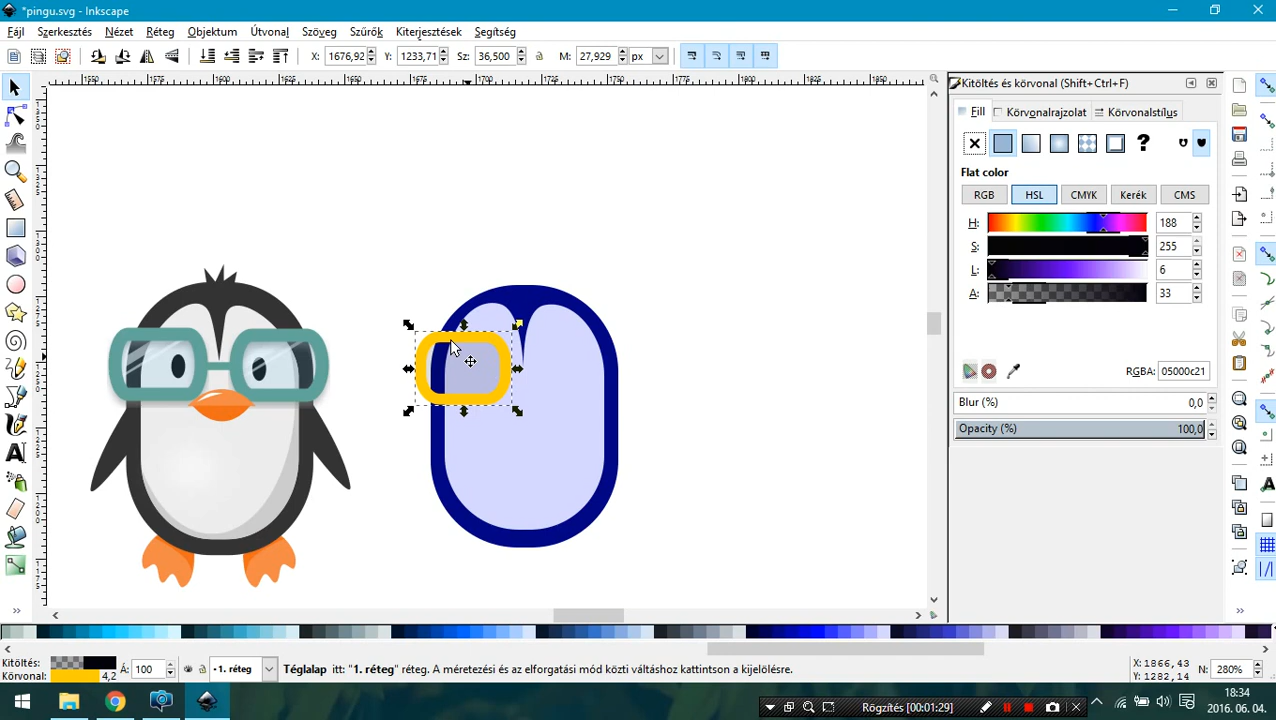 *pingu.svg - Inkscape
Fájl Szerkesztés Nézet Réteg Objektum Útvonal Szöveg Szűrők Kiterjesztések Segítség
X: 1676,92 Y: 1233,71 Sz: 36,500 M: 27,929 px
Kitöltés és körvonal (Shift+Ctrl+F)
Fill Körvonalrajzolat Körvonalstílus
Flat color
RGB HSL CMYK Kerék CMS
H: 188
S: 255
L: 6
A: 33
RGBA: 05000c21
Blur (%) 0,0
Opacity (%) 100,0
Kitöltés:
Körvonal: 4,2
Á: 100
1. réteg
Téglalap itt: "1. réteg" réteg. A méretezési és az elforgatási mód közti váltáshoz kattintson a kijelölésre.
X: 1866,43
Y: 1282,14
N: 280%
Rögzítés [00:01:29]
18:34
2016. 06. 04.